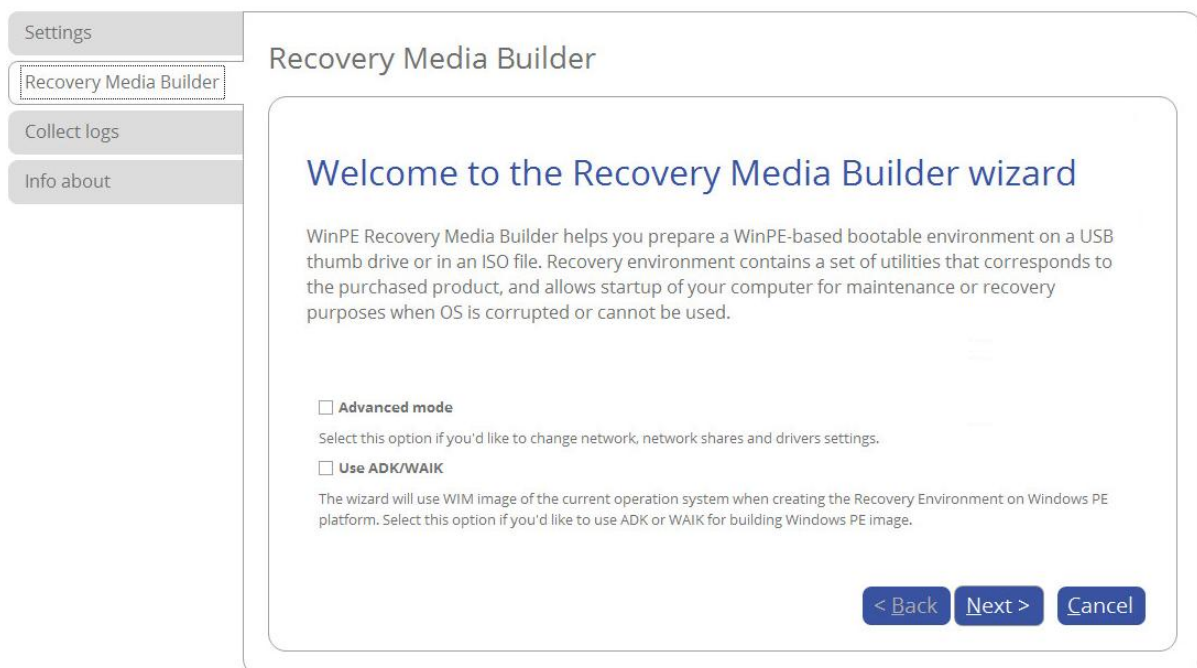 Settings
Recovery Media Builder
Collect logs
Info about
Recovery Media Builder
Welcome to the Recovery Media Builder wizard
WinPE Recovery Media Builder helps you prepare a WinPE-based bootable environment on a USB
thumb drive or in an ISO file. Recovery environment contains a set of utilities that corresponds to
the purchased product, and allows startup of your computer for maintenance or recovery
purposes when OS is corrupted or cannot be used.
Advanced mode
Select this option if you'd like to change network, network shares and drivers settings.
Use ADK/WAIK
The wizard will use WIM image of the current operation system when creating the Recovery Environment on Windows PE
platform. Select this option if you'd like to use ADK or WAIK for building Windows PE image.
< Back Next > Cancel